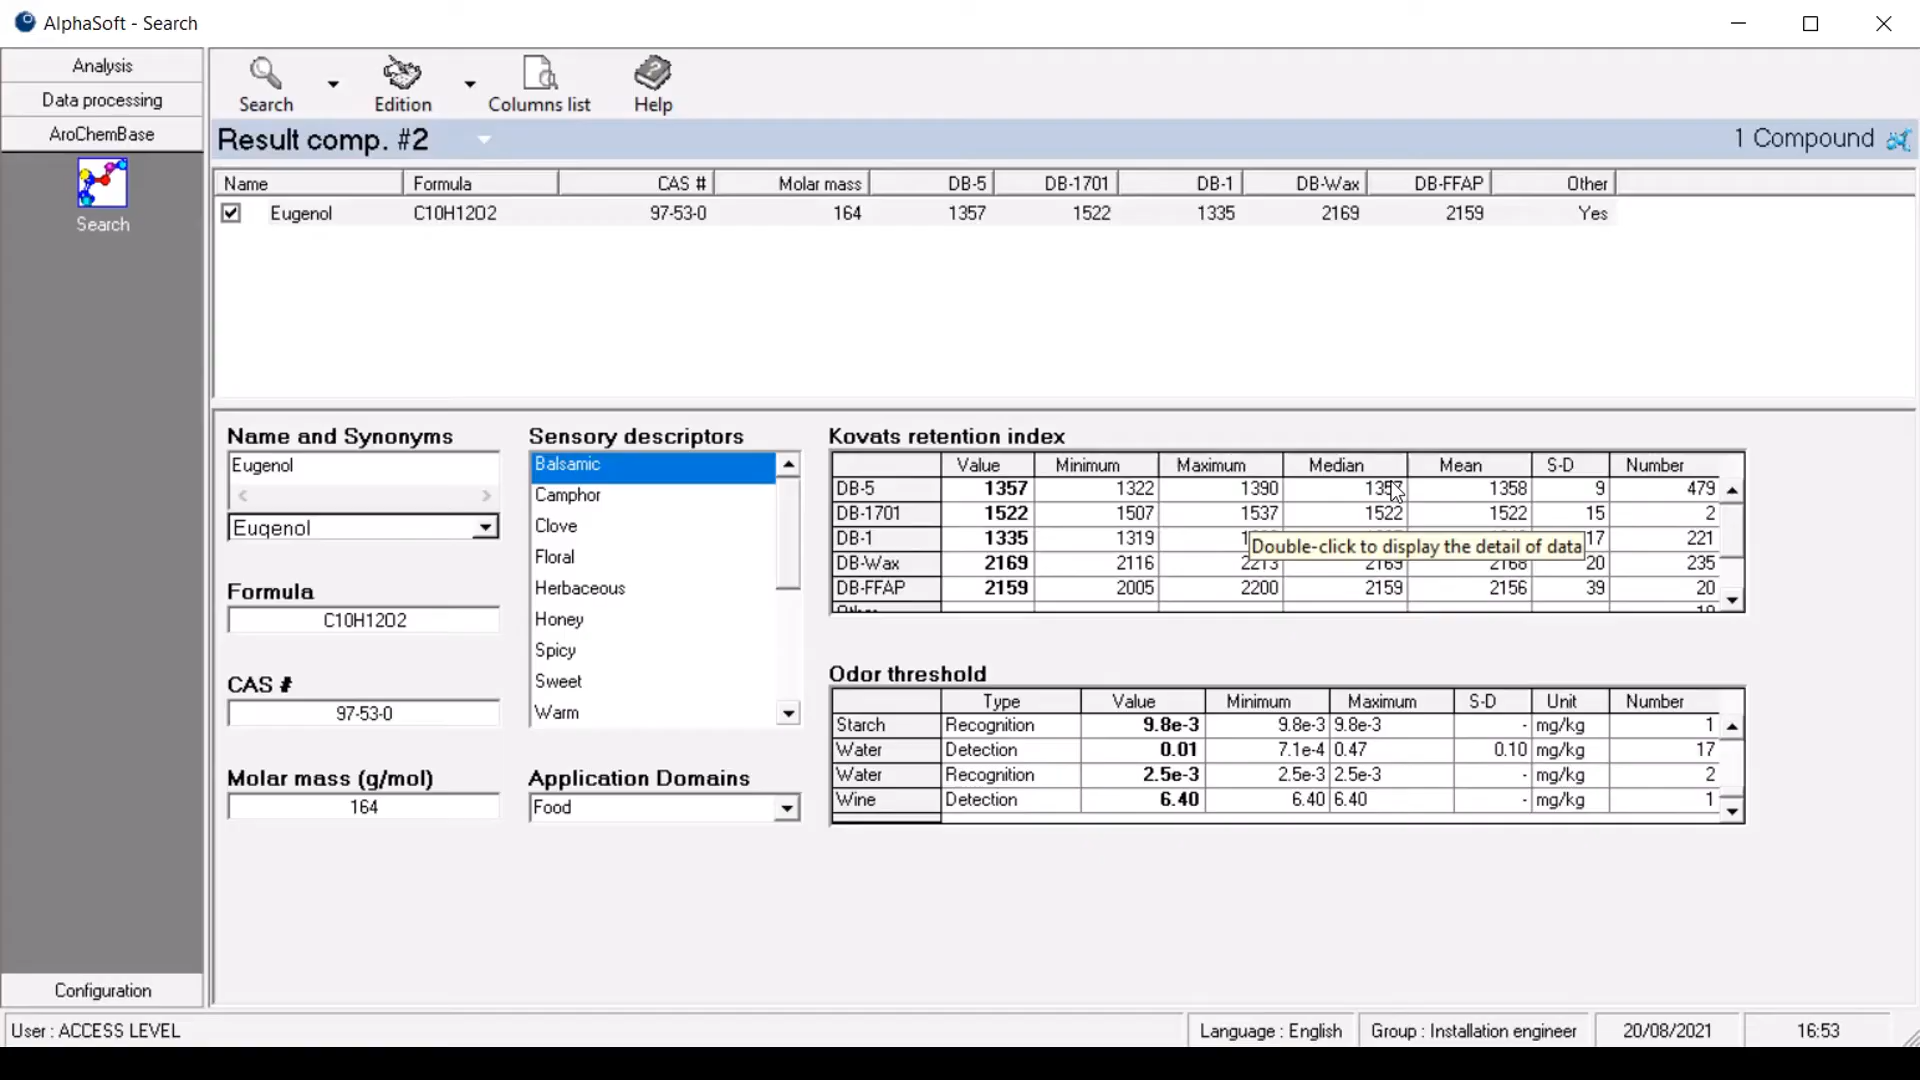 AlphaSoft - Search
Analysis
Data processing
AroChemBase
Search
Configuration
Search Edition Columns list Help
Result comp. #2 1 Compound
Name Formula CAS # Molar mass DB-5 DB-1701 DB-1 DB-Wax DB-FFAP Other
Eugenol C10H12O2 97-53-0 164 1357 1522 1335 2169 2159 Yes
Name and Synonyms
Eugenol
Eugenol
Formula
C10H12O2
CAS #
97-53-0
Molar mass (g/mol)
164
Sensory descriptors
Balsamic
Camphor
Clove
Floral
Herbaceous
Honey
Spicy
Sweet
Warm
Application Domains
Food
Kovats retention index
Value Minimum Maximum Median Mean S-D Number
DB-5 1357 1322 1390 1357 1358 9 479
DB-1701 1522 1507 1537 1522 1522 15 2
DB-1 1335 1319 17 221
Double-click to display the detail of data
DB-Wax 2169 2116 2213 2169 2168 20 235
DB-FFAP 2159 2005 2200 2159 2156 39 20
Odor threshold
Type Value Minimum Maximum S-D Unit Number
Starch Recognition 9.8e-3 9.8e-3 9.8e-3 - mg/kg 1
Water Detection 0.01 7.1e-4 0.47 0.10 mg/kg 17
Water Recognition 2.5e-3 2.5e-3 2.5e-3 - mg/kg 2
Wine Detection 6.40 6.40 6.40 - mg/kg 1
User : ACCESS LEVEL Language : English Group : Installation engineer 20/08/2021 16:53